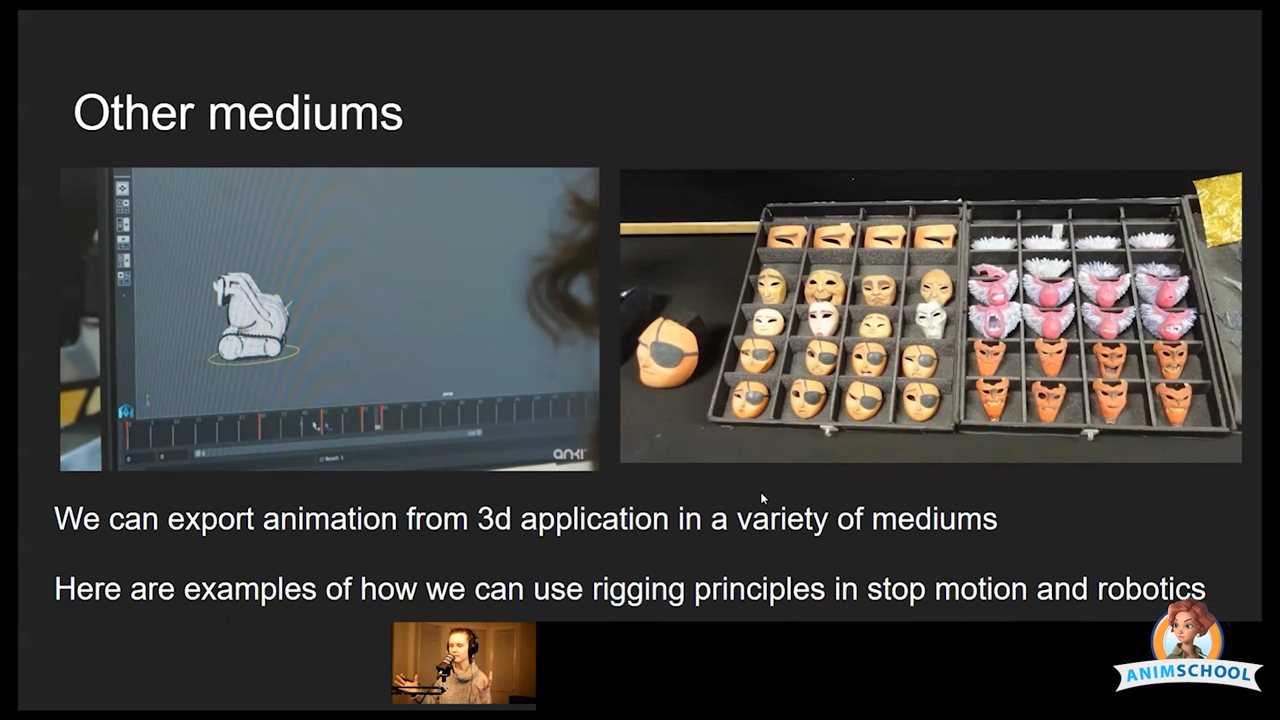 Other mediums
anki
We can export animation from 3d application in a variety of mediums
Here are examples of how we can use rigging principles in stop motion and robotics
ANIMSCHOOL